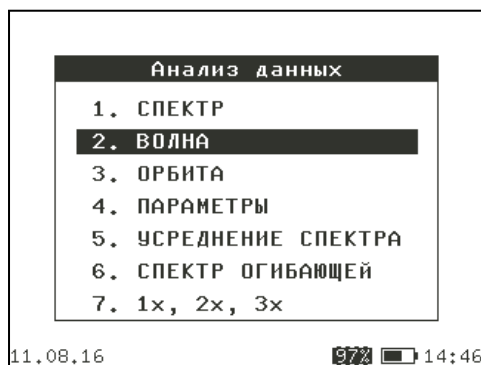 Анализ данных
1. СПЕКТР
2. ВОЛНА
3. ОРБИТА
4. ПАРАМЕТРЫ
5. УСРЕДНЕНИЕ СПЕКТРА
6. СПЕКТР ОГИБАЮЩЕЙ
7. 1x, 2x, 3x
11.08.16 97% 14:46